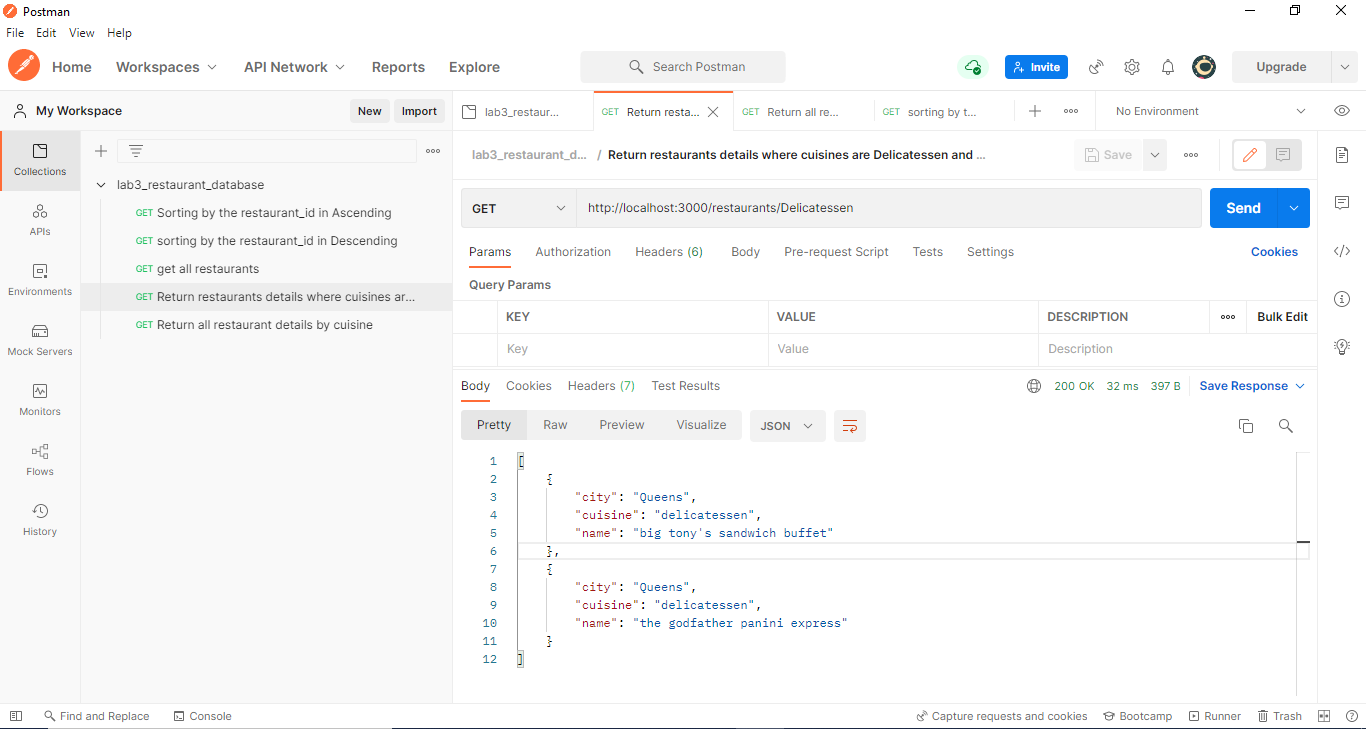 Postman
File Edit View Help
Home Workspaces API Network Reports Explore Search Postman Invite Upgrade
My Workspace New Import
lab3_restaur... GET Return resta... GET Return all re... GET sorting by t... No Environment
Collections
APIs
Environments
Mock Servers
Monitors
Flows
History
lab3_restaurant_database
GET Sorting by the restaurant_id in Ascending
GET sorting by the restaurant_id in Descending
GET get all restaurants
GET Return restaurants details where cuisines ar...
GET Return all restaurant details by cuisine
lab3_restaurant_d... / Return restaurants details where cuisines are Delicatessen and ... Save
GET http://localhost:3000/restaurants/Delicatessen Send
Params Authorization Headers (6) Body Pre-request Script Tests Settings Cookies
Query Params
KEY VALUE DESCRIPTION Bulk Edit
Key Value Description
Body Cookies Headers (7) Test Results 200 OK 32 ms 397 B Save Response
Pretty Raw Preview Visualize JSON
1 [
2 {
3 "city": "Queens",
4 "cuisine": "delicatessen",
5 "name": "big tony's sandwich buffet"
6 },
7 {
8 "city": "Queens",
9 "cuisine": "delicatessen",
10 "name": "the godfather panini express"
11 }
12 ]
Find and Replace Console Capture requests and cookies Bootcamp Runner Trash